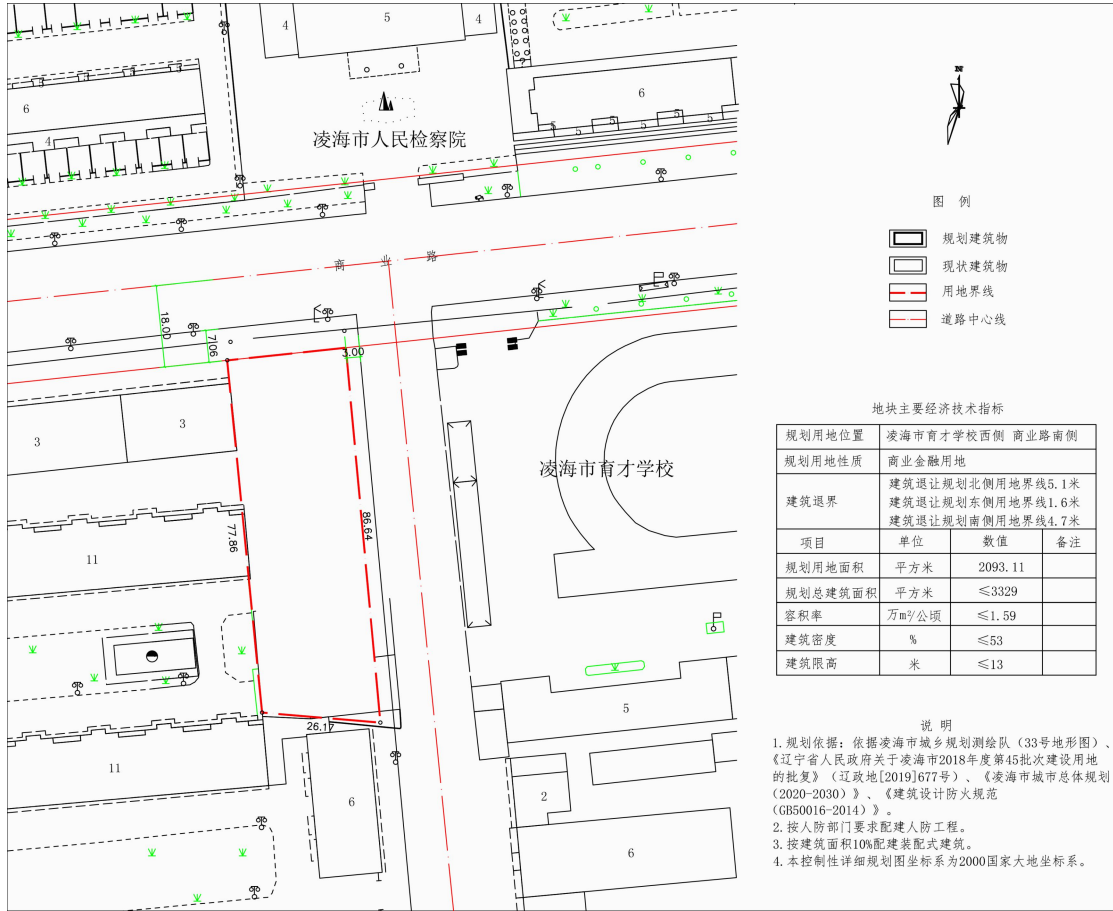 4
5
4
5
5
5
5
6
4
?
6
5
5
5
5
5
凌海市人民检察院
N
图 例
规划建筑物
现状建筑物
用地界线
道路中心线
商 业 路
18.00
7.06
3.00
3
3
凌海市育才学校
77.86
86.64
11
26.17
11
6
5
2
6
地块主要经济技术指标
规划用地位置 凌海市育才学校西侧 商业路南侧
规划用地性质 商业金融用地
建筑退界
建筑退让规划北侧用地界线5.1米
建筑退让规划东侧用地界线1.6米
建筑退让规划南侧用地界线4.7米
项目 单位 数值 备注
规划用地面积 平方米 2093.11
规划总建筑面积 平方米 ≤3329
容积率 万m²/公顷 ≤1.59
建筑密度 % ≤53
建筑限高 米 ≤13
说 明
1.规划依据：依据凌海市城乡规划测绘队（33号地形图）、
《辽宁省人民政府关于凌海市2018年度第45批次建设用地
的批复》（辽政地[2019]677号）、《凌海市城市总体规划
(2020-2030)》、《建筑设计防火规范
(GB50016-2014)》。
2.按人防部门要求配建人防工程。
3.按建筑面积10%配建装配式建筑。
4.本控制性详细规划图坐标系为2000国家大地坐标系。